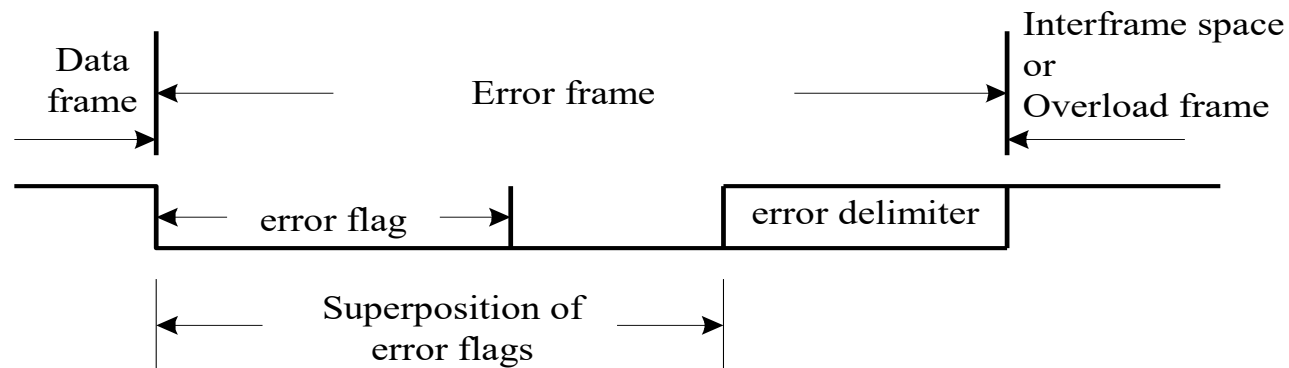 Data
frame
Error frame
Interframe space
or
Overload frame
error flag
error delimiter
Superposition of
error flags